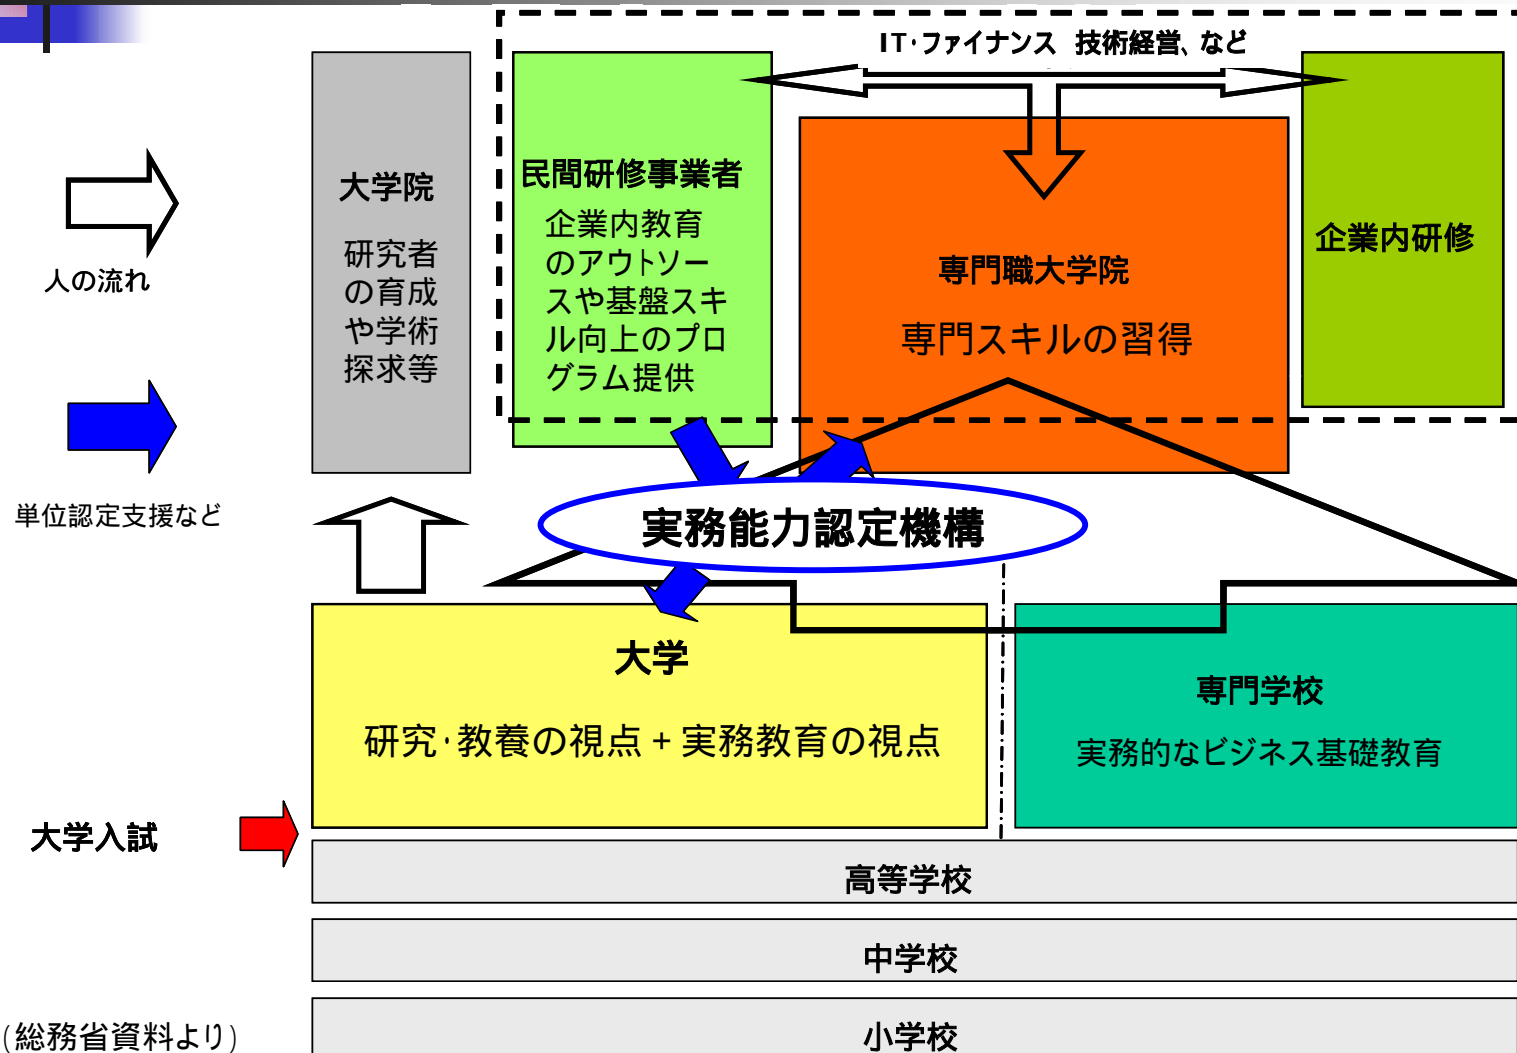 IT・ファイナンス 技術経営、など
人の流れ
単位認定支援など
大学院
研究者
の育成
や学術
探求等
民間研修事業者
企業内教育
のアウトソー
スや基盤スキ
ル向上のプロ
グラム提供
専門職大学院
専門スキルの習得
企業内研修
実務能力認定機構
大学
研究・教養の視点+実務教育の視点
専門学校
実務的なビジネス基礎教育
大学入試
高等学校
中学校
小学校
(総務省資料より)